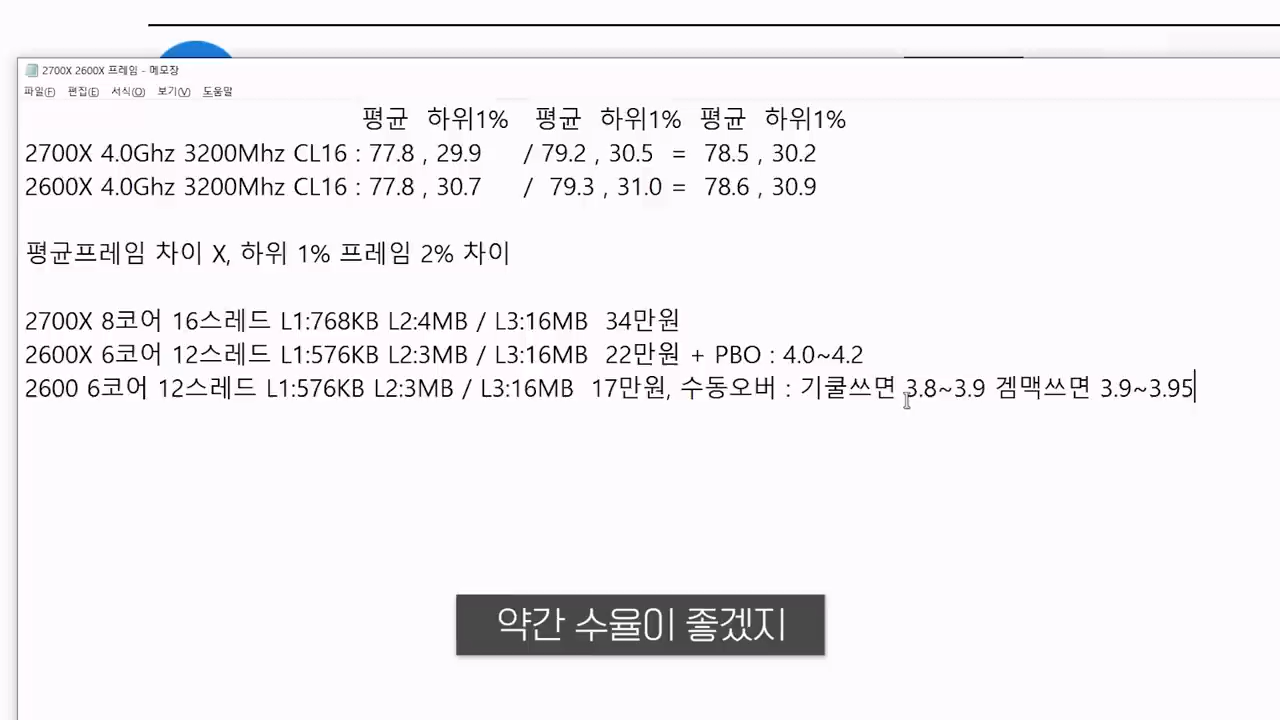 2700X 2600X 프레임 - 메모장
파일(F) 편집(E) 서식(O) 보기(V) 도움말
평균 하위1% 평균 하위1% 평균 하위1%
2700X 4.0Ghz 3200Mhz CL16 : 77.8 , 29.9 / 79.2 , 30.5 = 78.5 , 30.2
2600X 4.0Ghz 3200Mhz CL16 : 77.8 , 30.7 / 79.3 , 31.0 = 78.6 , 30.9
평균프레임 차이 X, 하위 1% 프레임 2% 차이
2700X 8코어 16스레드 L1:768KB L2:4MB / L3:16MB 34만원
2600X 6코어 12스레드 L1:576KB L2:3MB / L3:16MB 22만원 + PBO : 4.0~4.2
2600 6코어 12스레드 L1:576KB L2:3MB / L3:16MB 17만원, 수동오버 : 기쿨쓰면 3.8~3.9 겜맥쓰면 3.9~3.95
약간 수율이 좋겠지